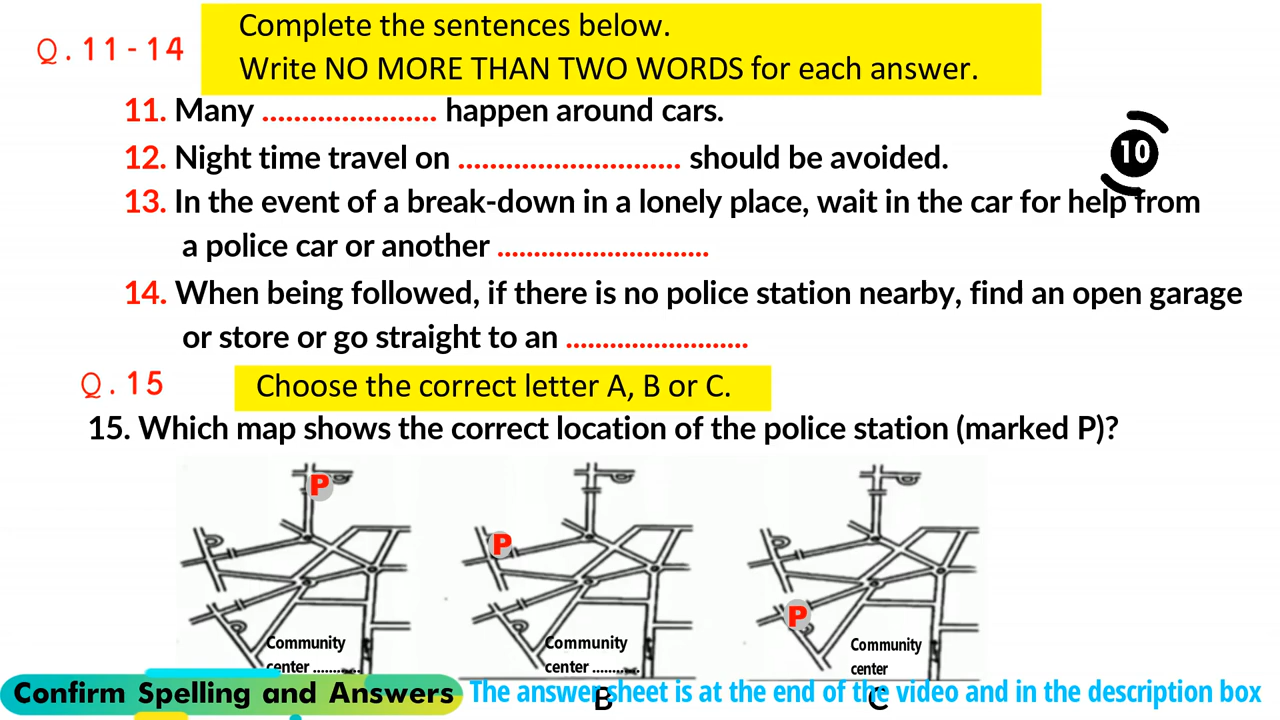 Q.11-14
Complete the sentences below.
Write NO MORE THAN TWO WORDS for each answer.
11. Many ...................... happen around cars.
10
12. Night time travel on ............................ should be avoided.
13. In the event of a break-down in a lonely place, wait in the car for help from
a police car or another ............................
14. When being followed, if there is no police station nearby, find an open garage
or store or go straight to an .........................
Q.15
Choose the correct letter A, B or C.
15. Which map shows the correct location of the police station (marked P)?
P
P
P
Community
center ............
Community
center ............
Community
center
B
C
Confirm Spelling and Answers
The answer sheet is at the end of the video and in the description box